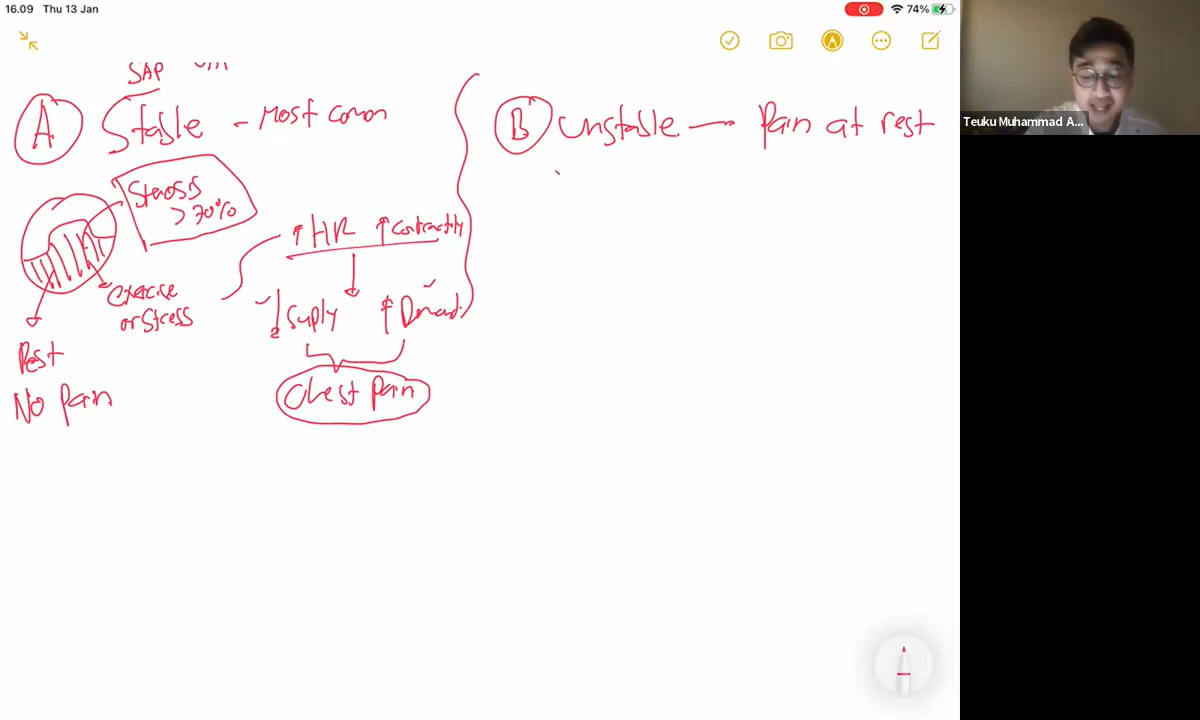 16.09 Thu 13 Jan
74%
Teuku Muhammad A...
SAP
A Stable - Most comon
Stenosis
> 70%
↑ HR ↑ contractility
exercise
or stress
↓ Suply ↑ Demand
Rest
No Pain
Chest pain
B Unstable → Pain at rest